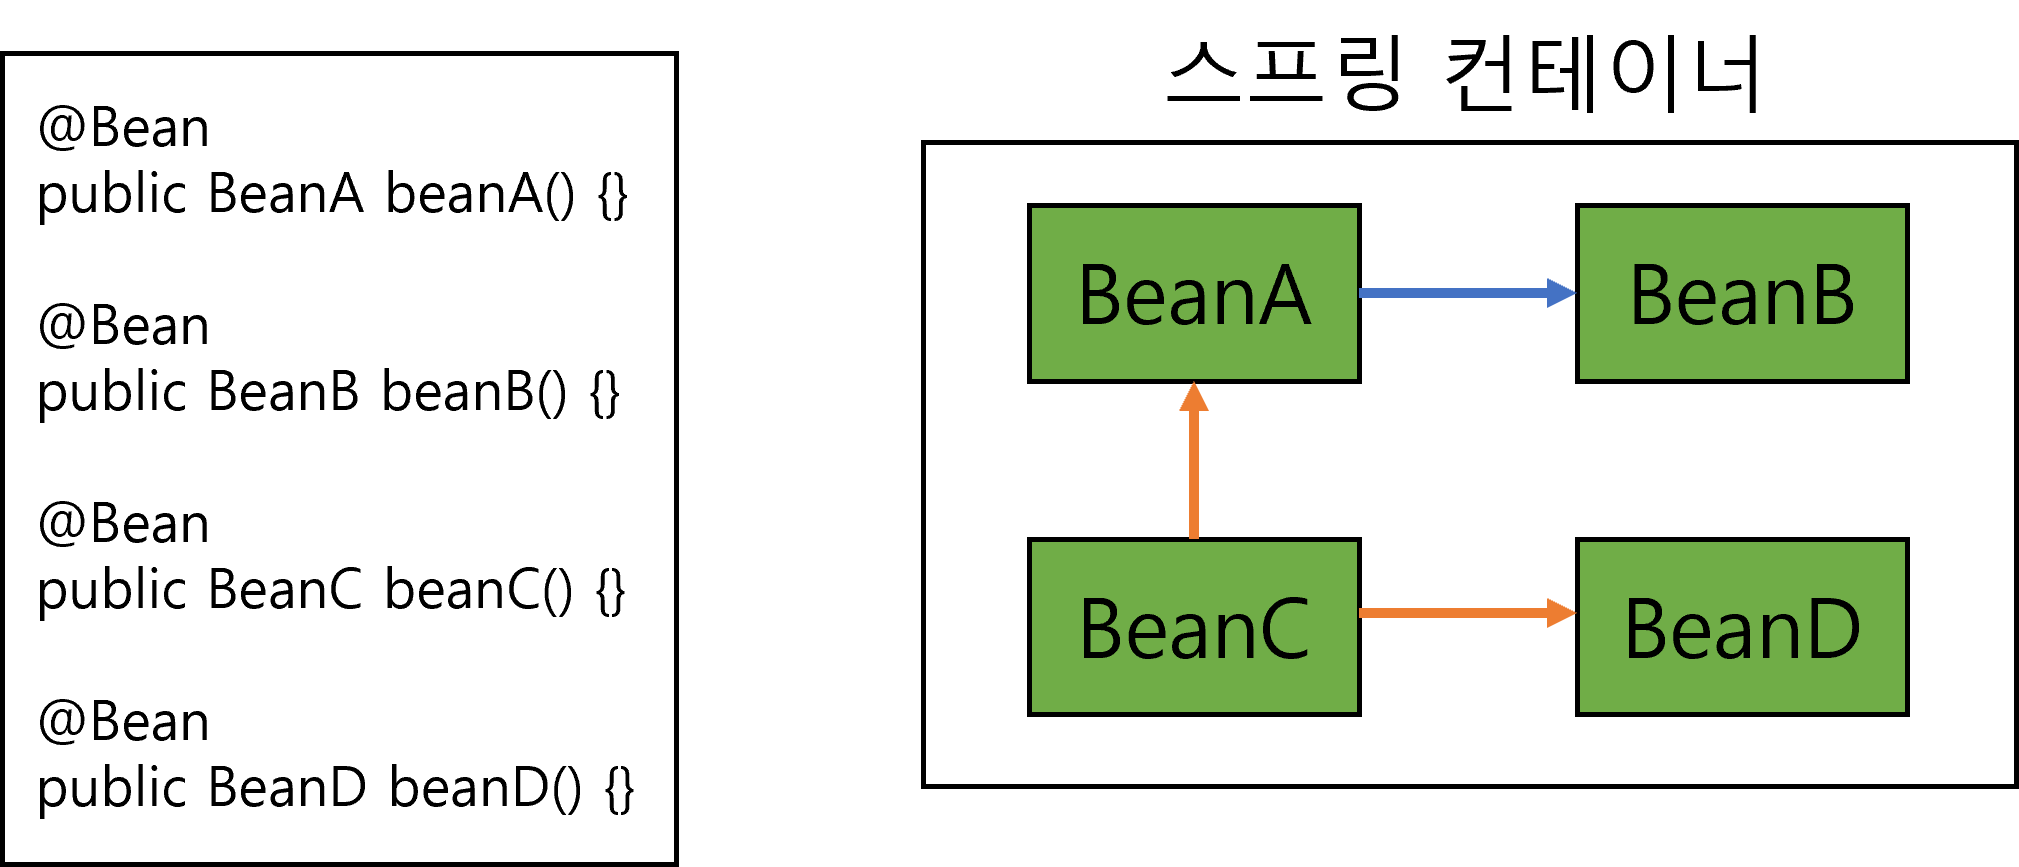 @Bean
public BeanA beanA() {}
@Bean
public BeanB beanB() {}
@Bean
public BeanC beanC() {}
@Bean
public BeanD beanD() {}
스프링 컨테이너
BeanA
BeanB
BeanC
BeanD